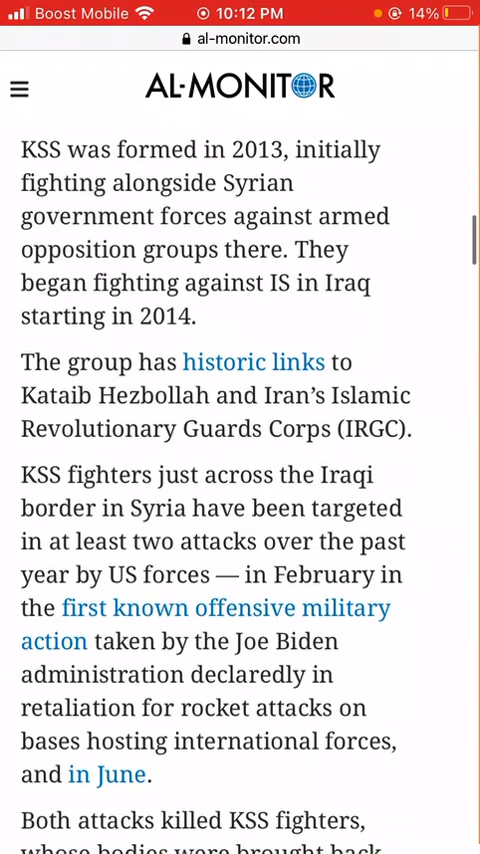 Boost Mobile 10:12 PM 14%
al-monitor.com
AL-MONITOR
KSS was formed in 2013, initially
fighting alongside Syrian
government forces against armed
opposition groups there. They
began fighting against IS in Iraq
starting in 2014.
The group has historic links to
Kataib Hezbollah and Iran’s Islamic
Revolutionary Guards Corps (IRGC).
KSS fighters just across the Iraqi
border in Syria have been targeted
in at least two attacks over the past
year by US forces — in February in
the first known offensive military
action taken by the Joe Biden
administration declaredly in
retaliation for rocket attacks on
bases hosting international forces,
and in June.
Both attacks killed KSS fighters,
whose bodies were brought back